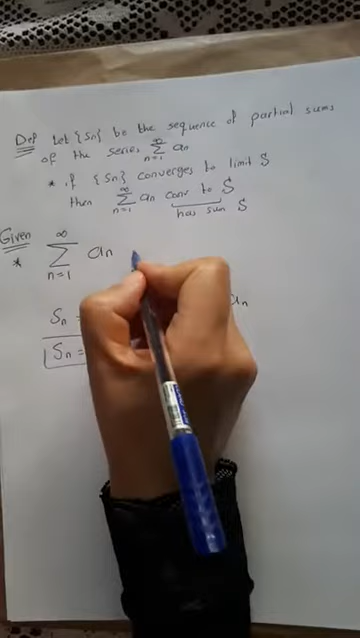 Def Let {Sn} be the sequence of partial sums
of the series ∞ Σ n=1 an
* if {Sn} converges to limit S
then ∞ Σ n=1 an conv to S
has sum S
Given
* ∞ Σ n=1 an
Sn = an
Sn =